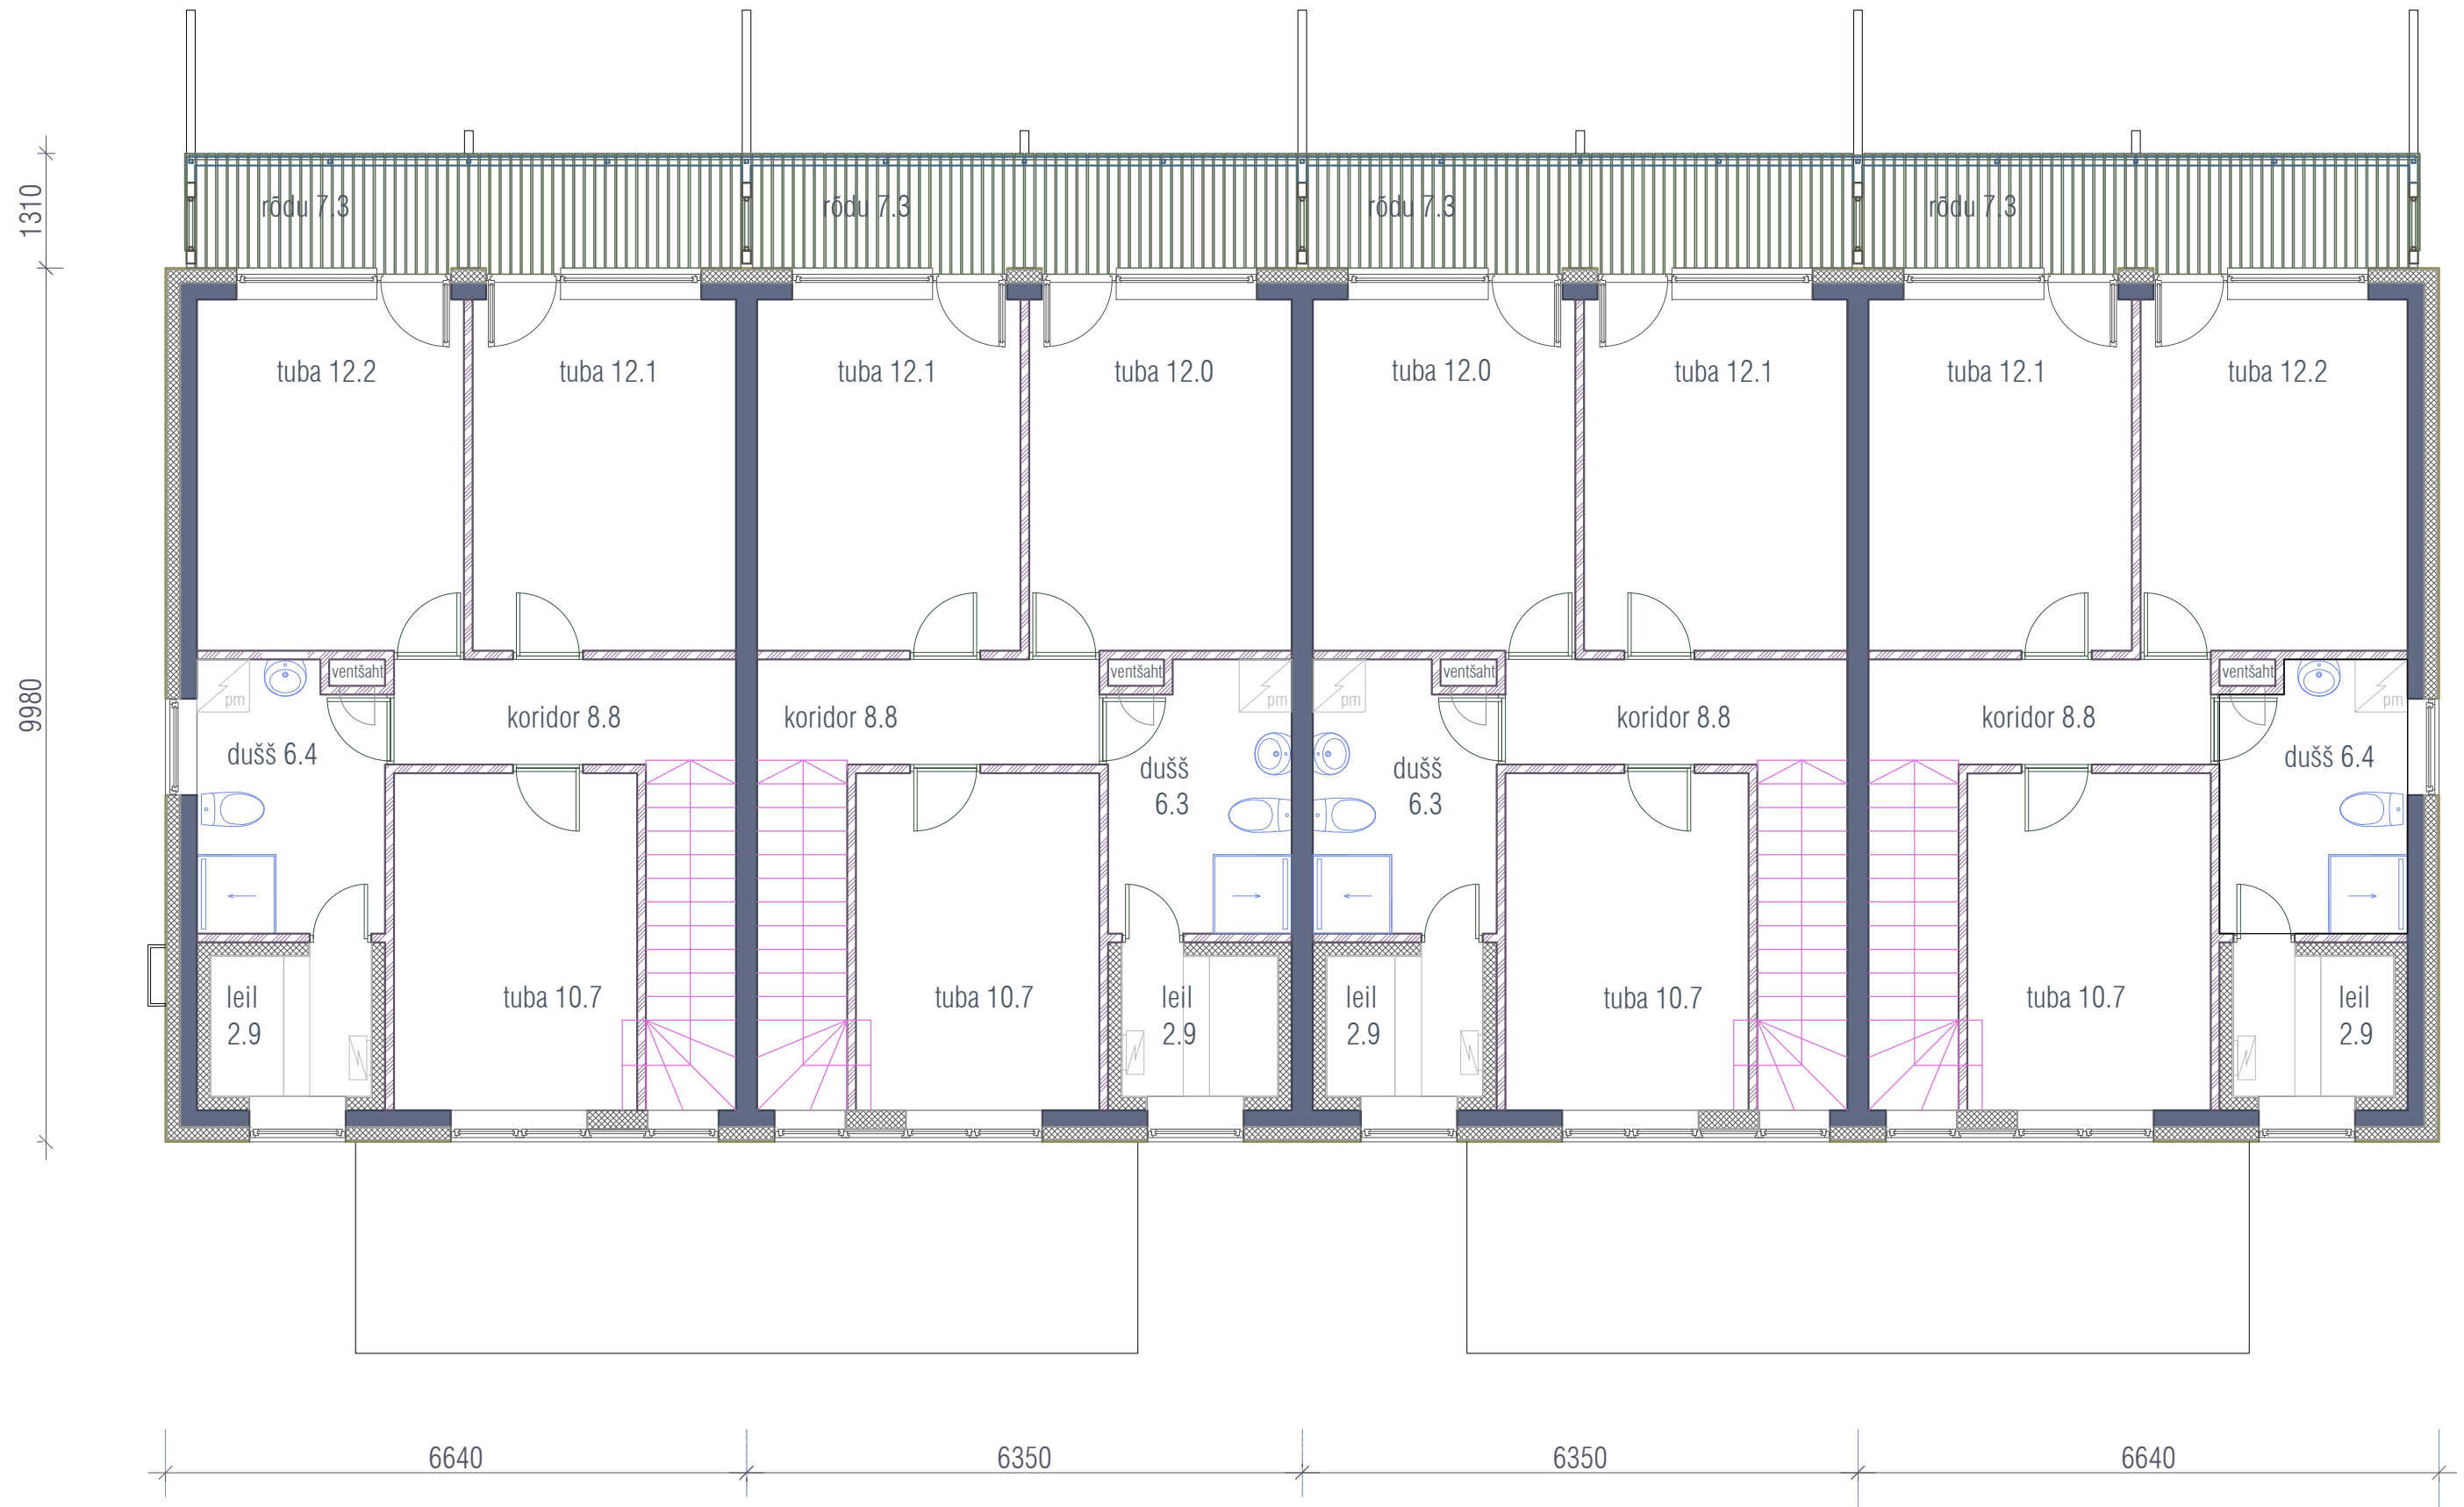 1310
rõdu 7.3
rõdu 7.3
rõdu 7.3
rõdu 7.3
tuba 12.2
tuba 12.1
tuba 12.1
tuba 12.0
tuba 12.0
tuba 12.1
tuba 12.1
tuba 12.2
9980
ventšaht
ventšaht
ventšaht
ventšaht
pm
pm
pm
pm
koridor 8.8
koridor 8.8
koridor 8.8
koridor 8.8
dušš 6.4
dušš
6.3
dušš
6.3
dušš 6.4
leil
2.9
tuba 10.7
tuba 10.7
leil
2.9
leil
2.9
tuba 10.7
tuba 10.7
leil
2.9
6640
6350
6350
6640